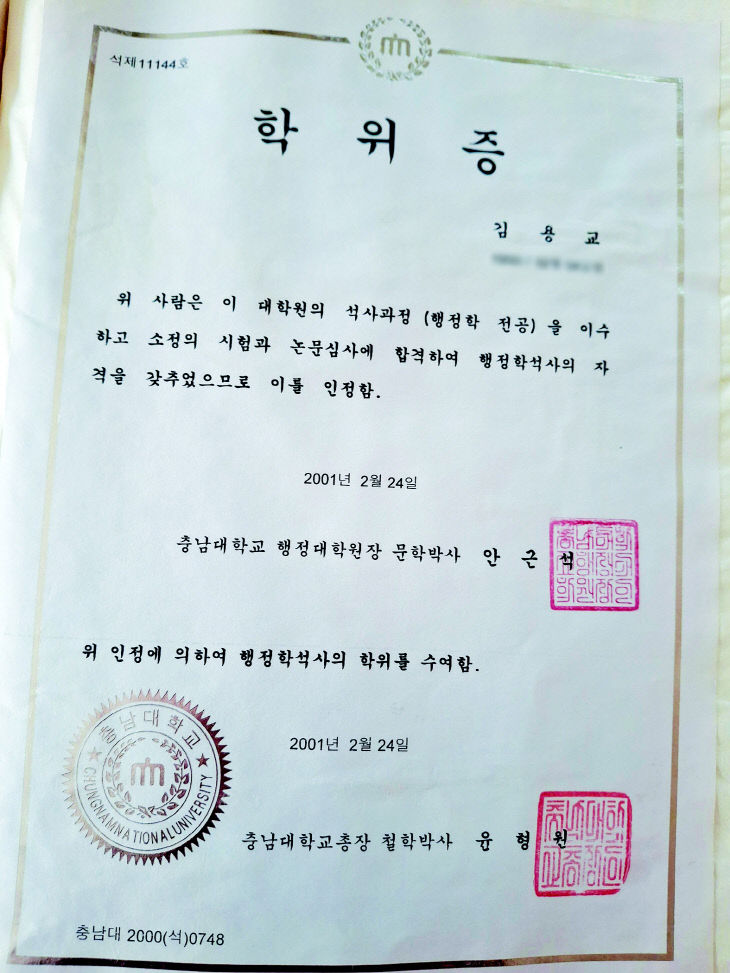 석제11144호
학 위 증
김 용 교
위 사람은 이 대학원의 석사과정 (행정학 전공) 을 이수
하고 소정의 시험과 논문심사에 합격하여 행정학석사의 자
격을 갖추었으므로 이를 인정함.
2001년 2월 24일
충남대학교 행정대학원장 문학박사 안 근 석
위 인정에 의하여 행정학석사의 학위를 수여함.
2001년 2월 24일
충남대학교
CHUNGNAMNATIONALUNIVERSITY
충남대학교총장 철학박사 윤 형 원
충남대 2000(석)0748